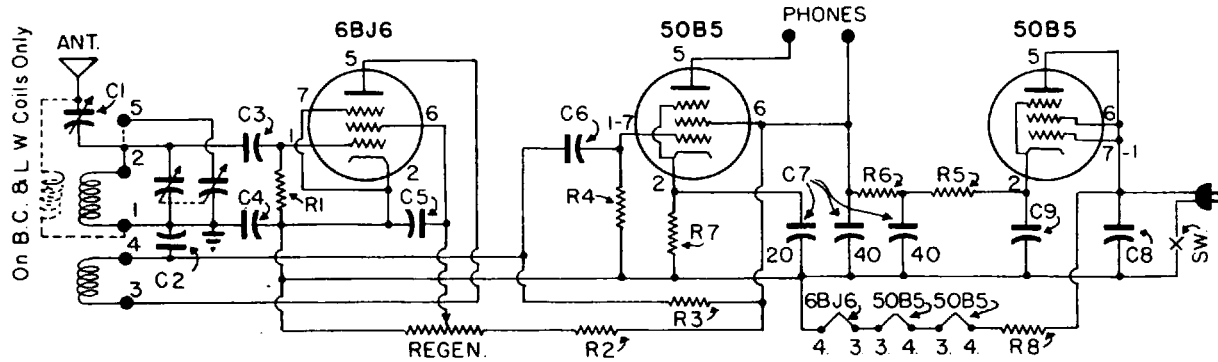 On B.C. & L W Coils Only
ANT.
C1
5
2
1
4
3
C2
C3
C4
R1
6BJ6
5
7
6
1
2
C5
REGEN.
R2
R3
C6
R4
50B5
5
1-7
6
2
R7
PHONES
C7
20
40
40
R6
R5
50B5
5
6
7-1
2
C9
C8
SW.
6BJ6 50B5 50B5
4. 3. 3. 4. 3. 4.
R8